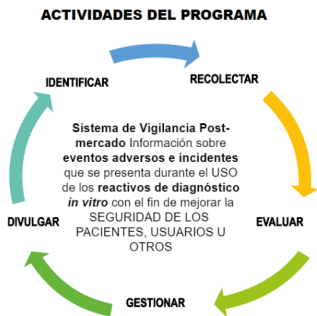 ACTIVIDADES DEL PROGRAMA
IDENTIFICAR
RECOLECTAR
Sistema de Vigilancia Post-
mercado Información sobre
eventos adversos e incidentes
que se presenta durante el USO
de los reactivos de diagnóstico
in vitro con el fin de mejorar la
SEGURIDAD DE LOS
PACIENTES, USUARIOS U
OTROS
DIVULGAR
EVALUAR
GESTIONAR